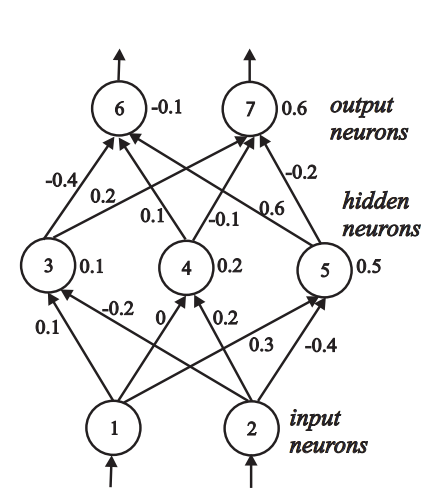 6 -0.1 7 0.6 output
neurons
-0.4 0.2 0.1 -0.1 0.6 -0.2
hidden
neurons
3 0.1 4 0.2 5 0.5
0.1 -0.2 0 0.2 0.3 -0.4
1 2 input
neurons